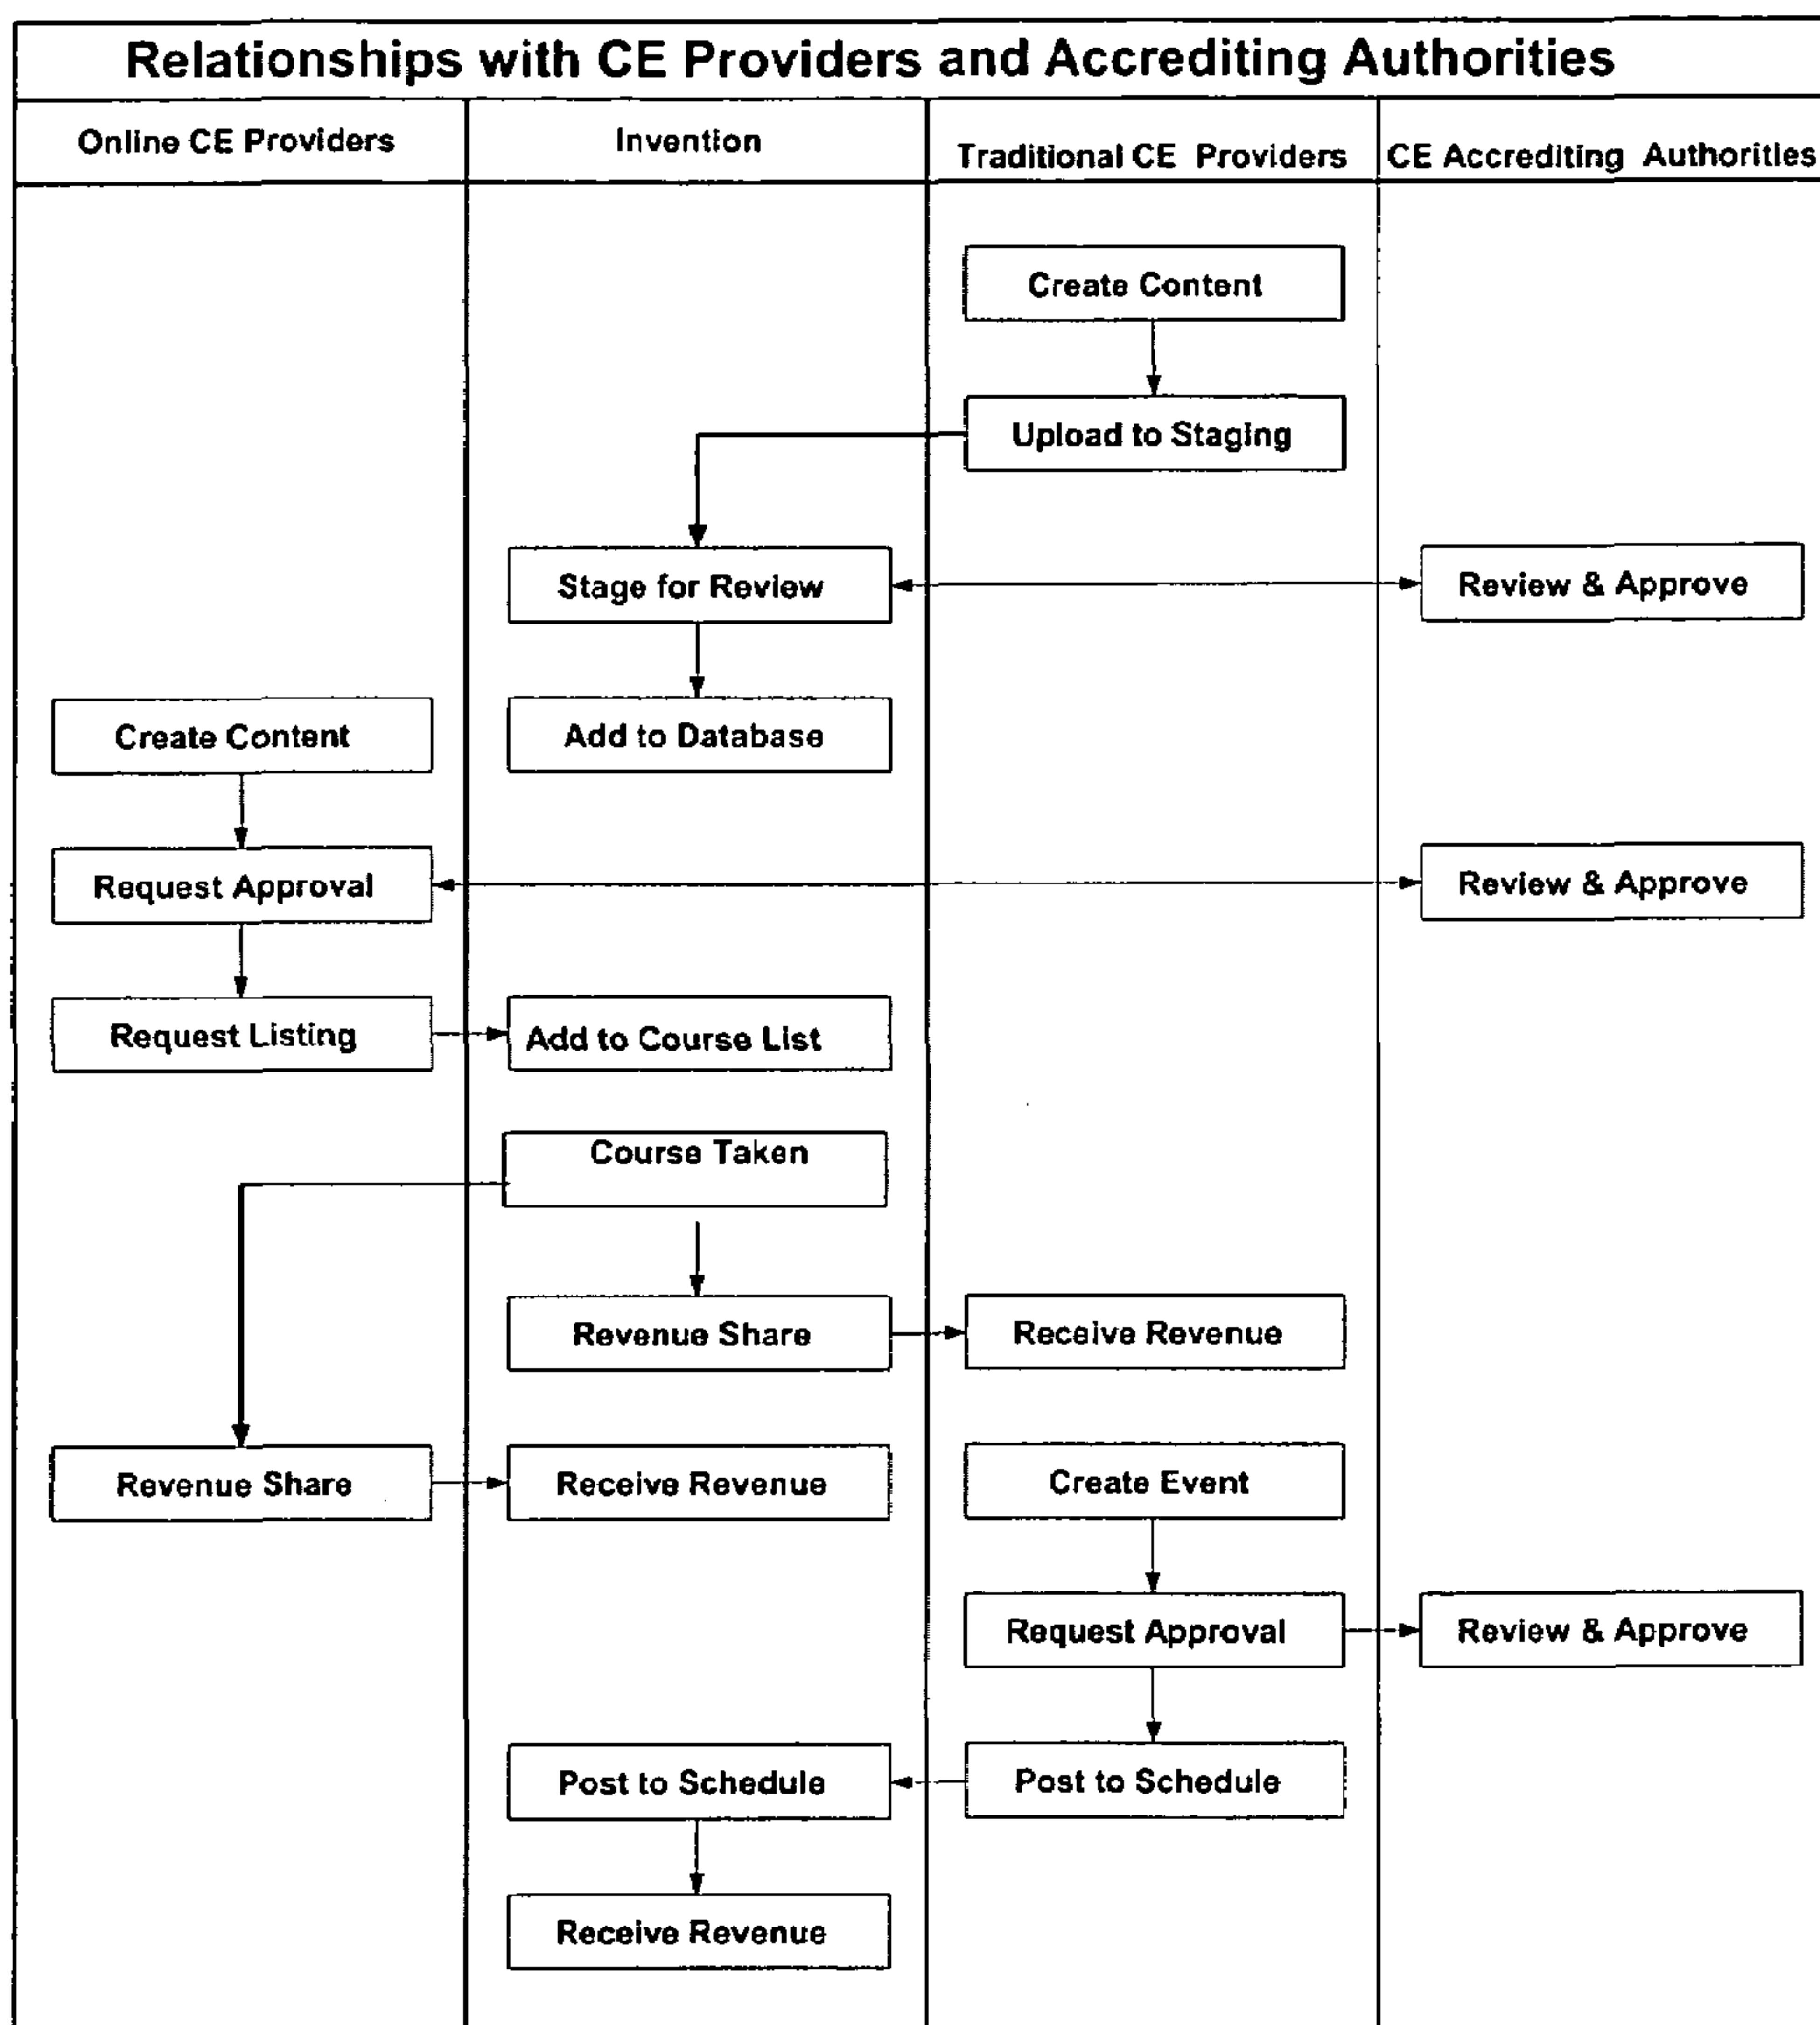 Relationships with CE Providers and Accrediting Authorities
Online CE Providers
Invention
Traditional CE Providers
CE Accrediting Authorities
Create Content
Upload to Staging
Stage for Review
Review & Approve
Create Content
Add to Database
Request Approval
Review & Approve
Request Listing
Add to Course List
Course Taken
Revenue Share
Receive Revenue
Revenue Share
Receive Revenue
Create Event
Request Approval
Review & Approve
Post to Schedule
Post to Schedule
Receive Revenue